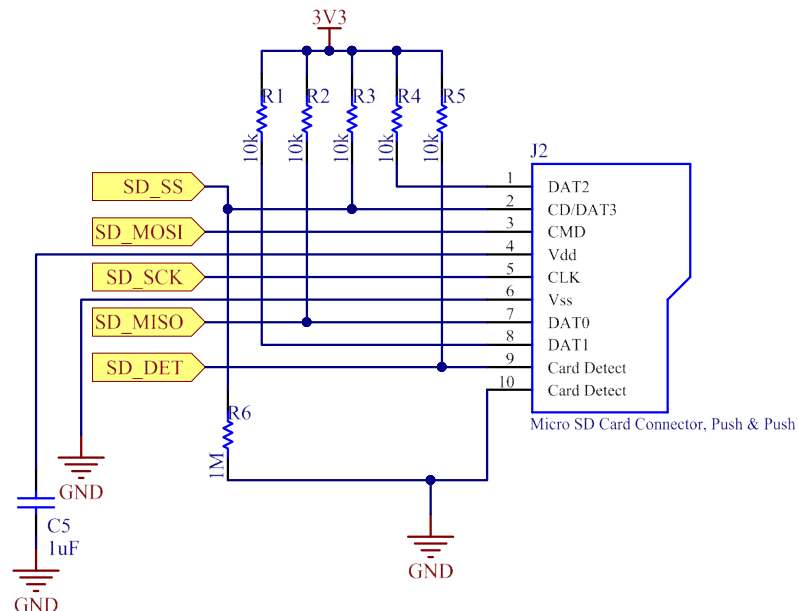 3V3
R1 R2 R3 R4 R5
10k 10k 10k 10k 10k
J2
SD_SS
1 DAT2
2 CD/DAT3
SD_MOSI
3 CMD
4 Vdd
SD_SCK
5 CLK
6 Vss
SD_MISO
7 DAT0
8 DAT1
SD_DET
9 Card Detect
10 Card Detect
R6
1M
Micro SD Card Connector, Push & Push
GND
C5
1uF
GND
GND